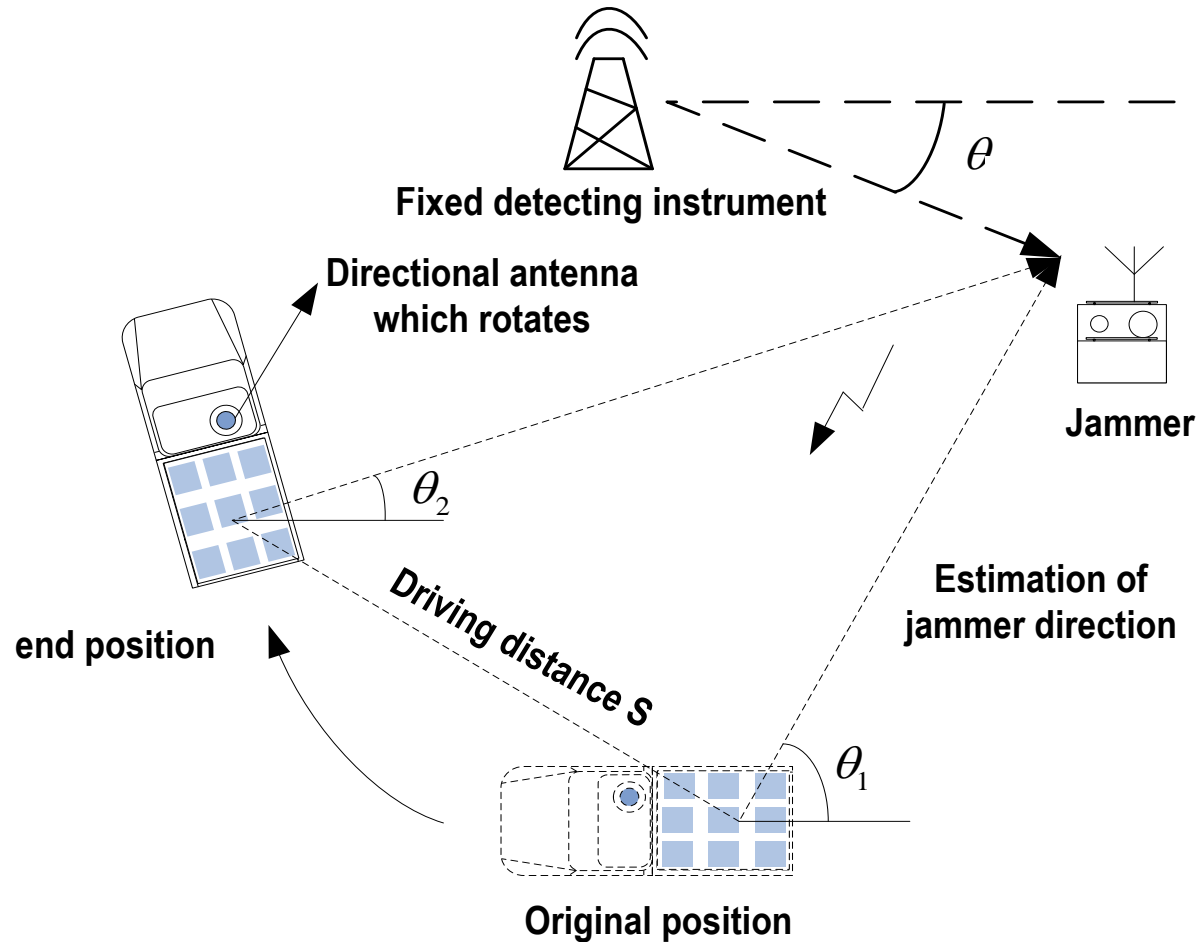 θ
Fixed detecting instrument
Directional antenna
which rotates
Jammer
θ₂
Estimation of
jammer direction
Driving distance S
end position
θ₁
Original position